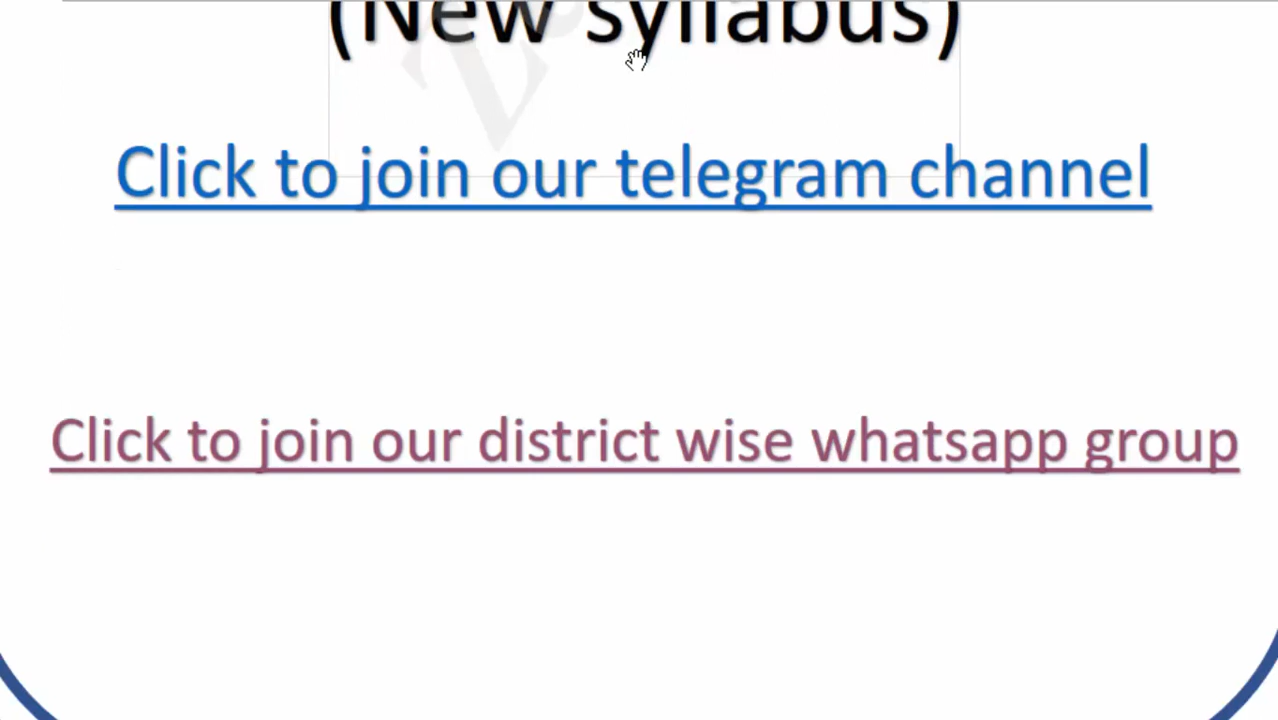 (New syllabus)
Click to join our telegram channel
Click to join our district wise whatsapp group